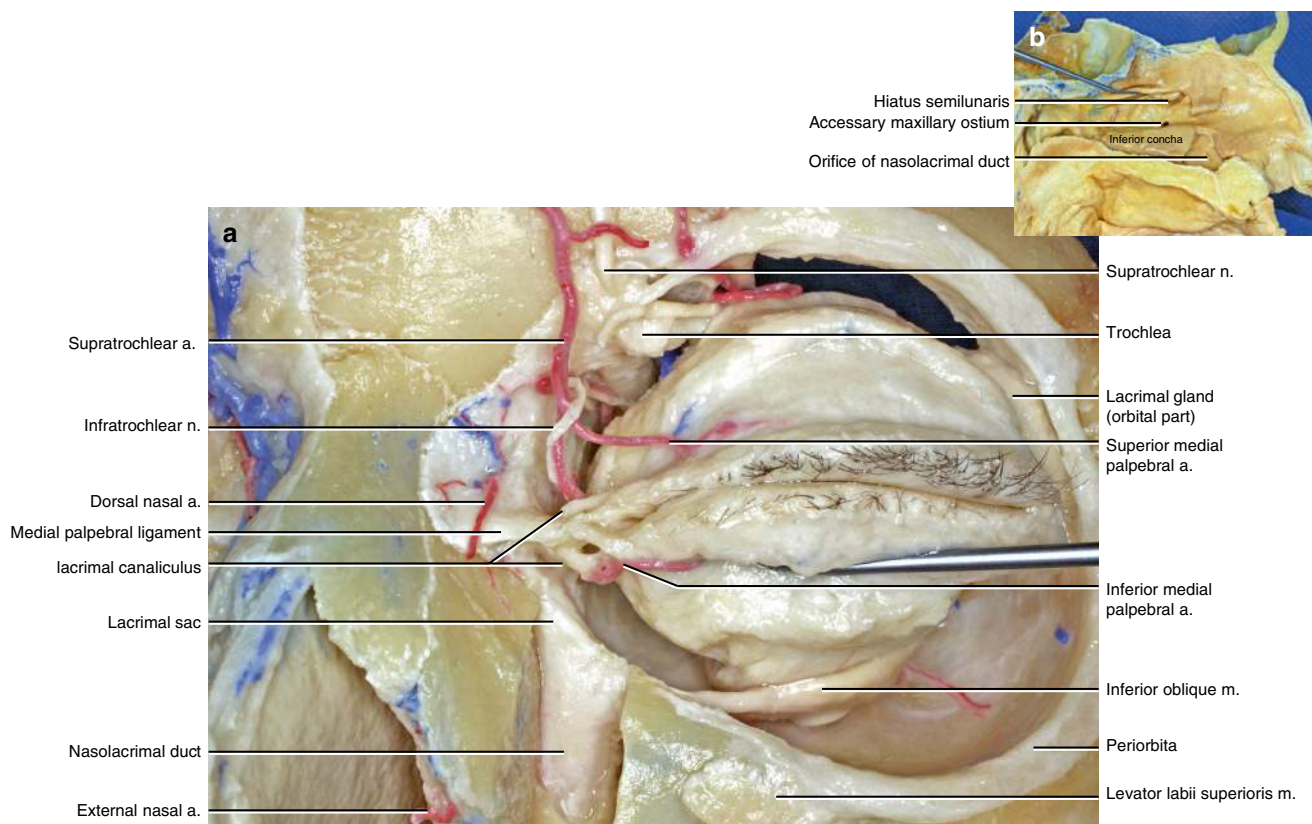 b
Hiatus semilunaris
Accessary maxillary ostium
Inferior concha
Orifice of nasolacrimal duct
a
Supratrochlear a.
Infratrochlear n.
Dorsal nasal a.
Medial palpebral ligament
lacrimal canaliculus
Lacrimal sac
Nasolacrimal duct
External nasal a.
Supratrochlear n.
Trochlea
Lacrimal gland
(orbital part)
Superior medial
palpebral a.
Inferior medial
palpebral a.
Inferior oblique m.
Periorbita
Levator labii superioris m.